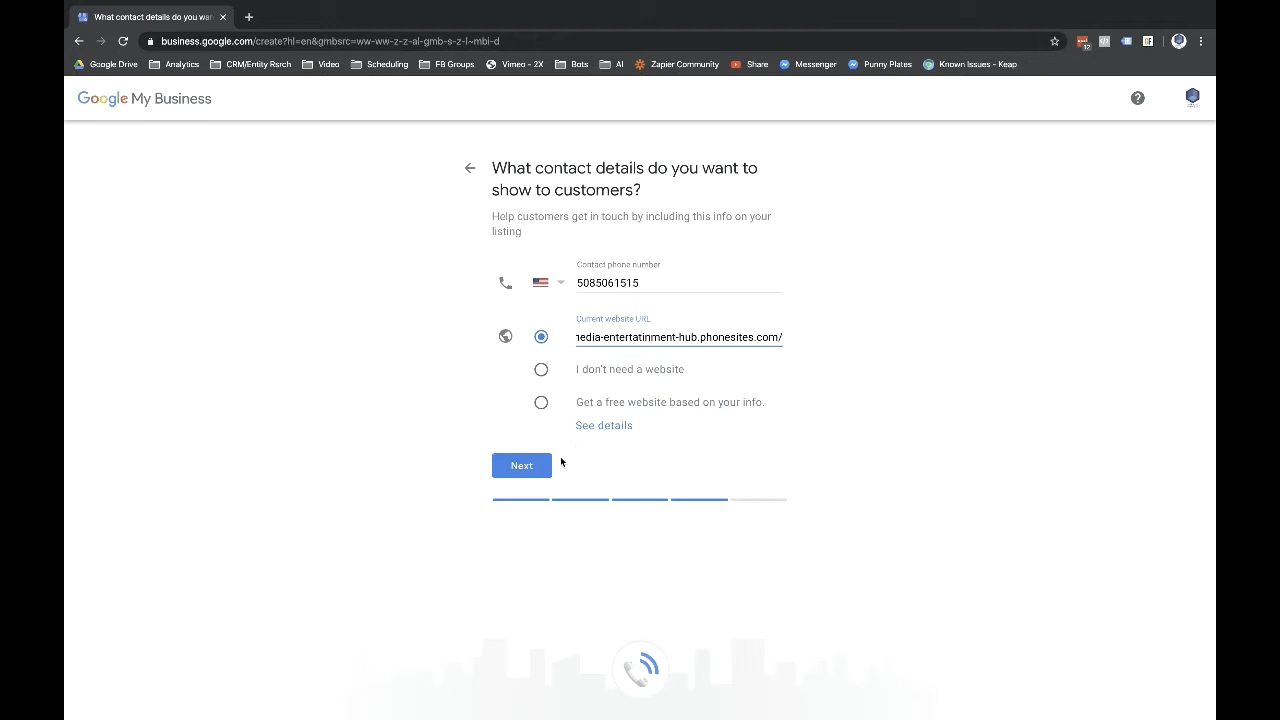 What contact details do you wan
business.google.com/create?hl=en&gmbsrc=ww-ww-z-z-al-gmb-s-z-l~mbi-d
12
Google Drive Analytics CRM/Entity Rsrch Video Scheduling FB Groups Vimeo - 2X Bots AI Zapier Community Share Messenger Punny Plates Known Issues - Keap
Google My Business
What contact details do you want to
show to customers?
Help customers get in touch by including this info on your
listing
Contact phone number
5085061515
Current website URL
nedia-entertatinment-hub.phonesites.com/
I don't need a website
Get a free website based on your info.
See details
Next